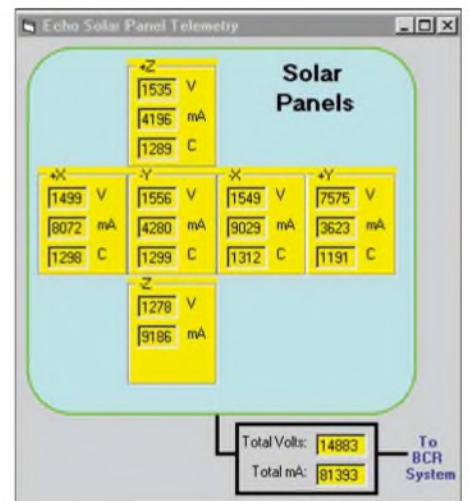 Echo Solar Panel Telemetry
Solar
Panels
+Z
1535 V
4196 mA
1289 C
+X
1499 V
8072 mA
1298 C
-Y
1556 V
4280 mA
1299 C
-X
1549 V
9029 mA
1312 C
+Y
7575 V
3623 mA
1191 C
-Z
1278 V
9186 mA
Total Volts: 14883
Total mA: 81393
To
BCR
System